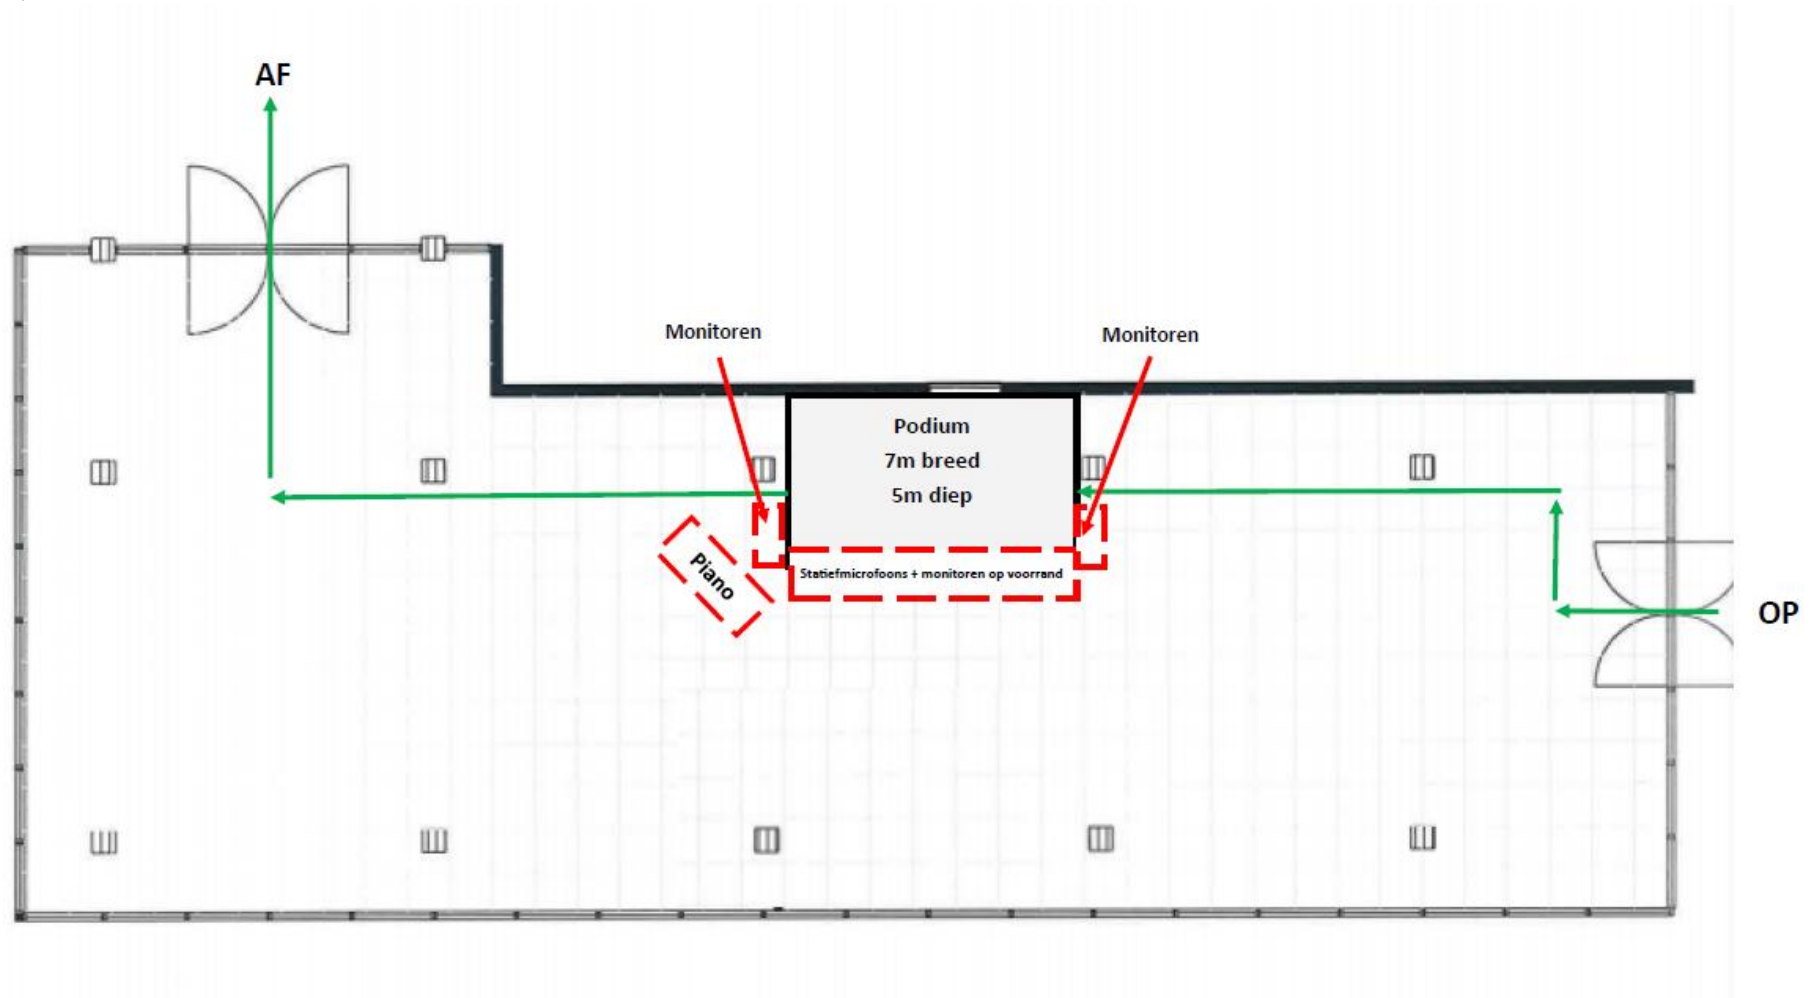 AF
Monitoren
Monitoren
Podium
7m breed
5m diep
Piano
Statiefmicrofoons + monitoren op voorrand
OP